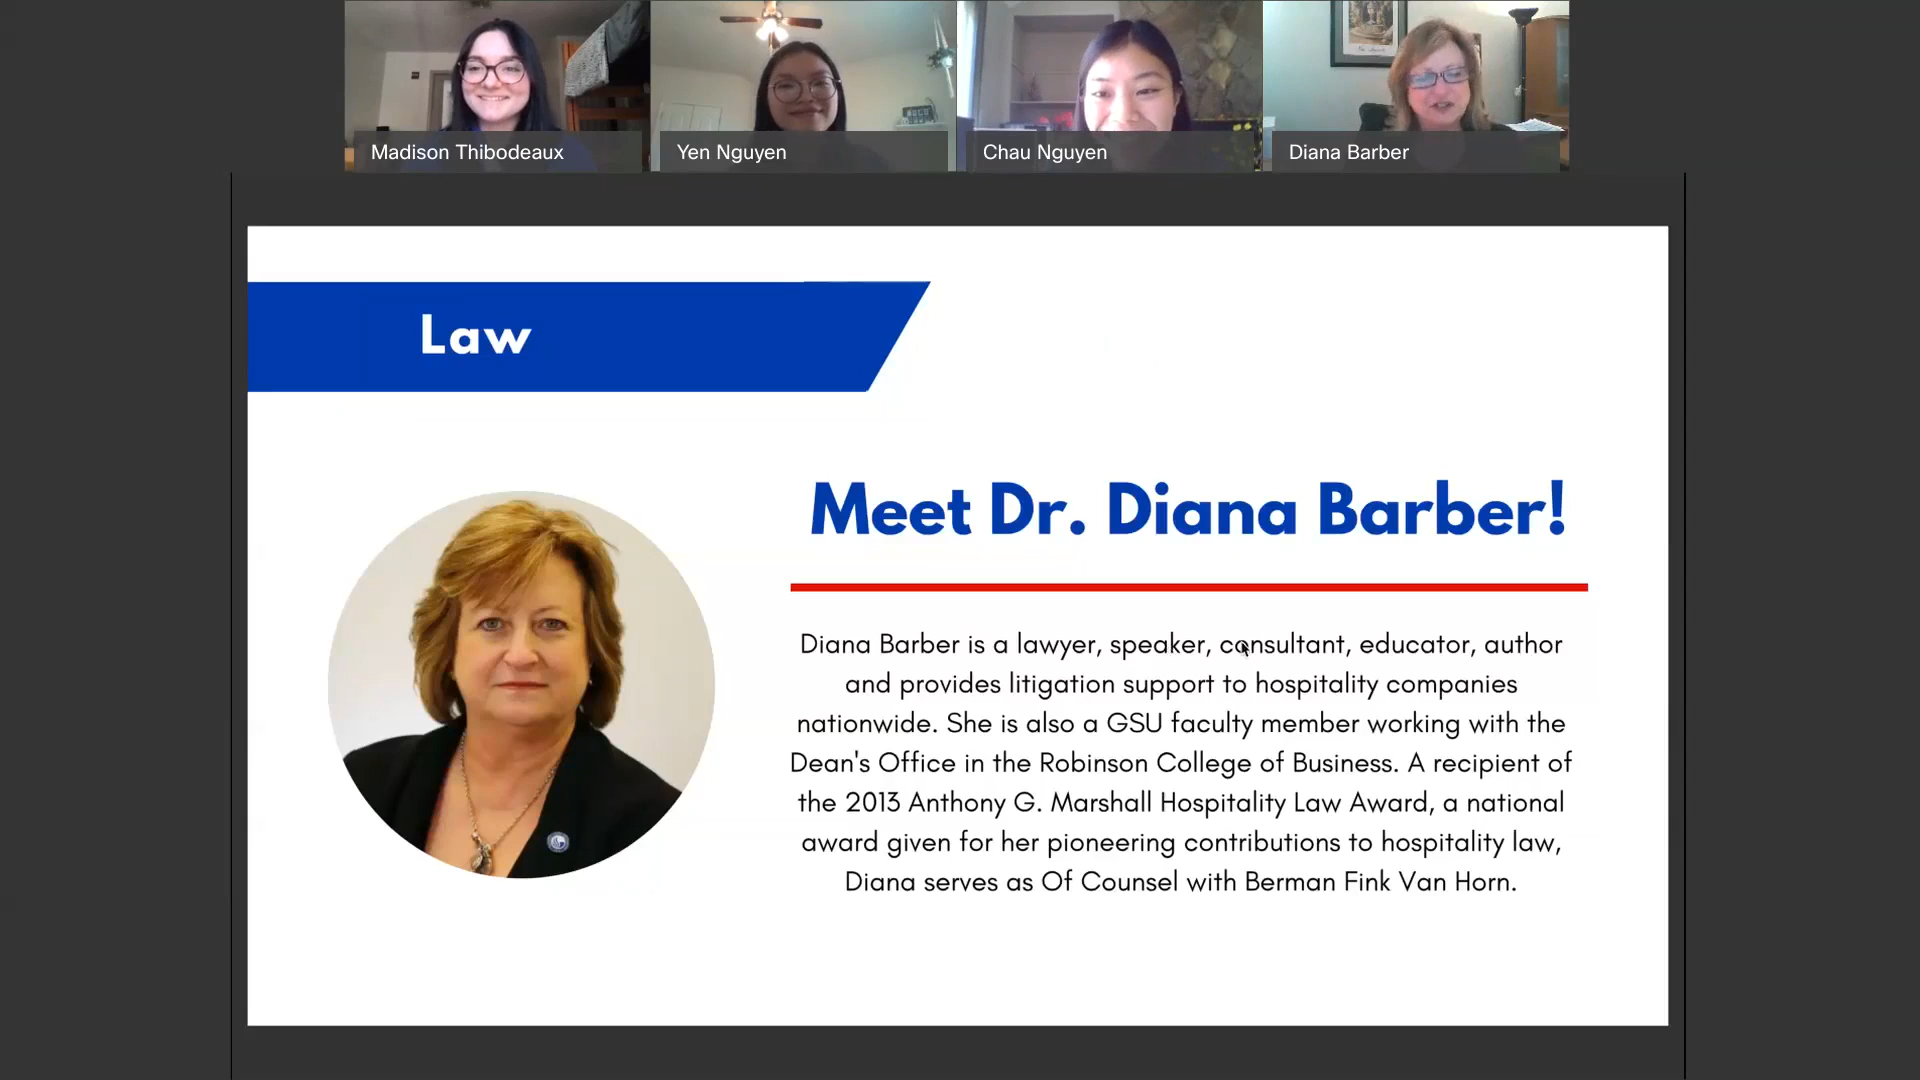 Madison Thibodeaux
Yen Nguyen
Chau Nguyen
Diana Barber
Law
Meet Dr. Diana Barber!
Diana Barber is a lawyer, speaker, consultant, educator, author
and provides litigation support to hospitality companies
nationwide. She is also a GSU faculty member working with the
Dean's Office in the Robinson College of Business. A recipient of
the 2013 Anthony G. Marshall Hospitality Law Award, a national
award given for her pioneering contributions to hospitality law,
Diana serves as Of Counsel with Berman Fink Van Horn.